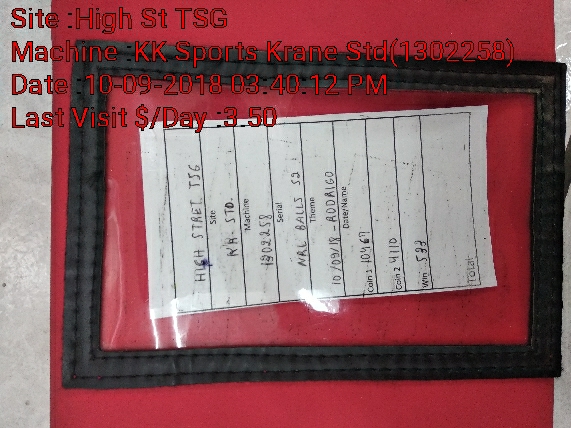 Site :High St TSG
Machine :KK Sports Krane Std(1302258)
Date :10-09-2018 03:40:12 PM
Last Visit $/Day :3.50
HIGH STREET TSG
Site
KK. STD.
Machine
1302258
Serial
NRL BALLS S9
Theme
10/09/18 - RODRIGO
Date/Name
Coin 1 10467
Coin 2 4110
Win 533
Total